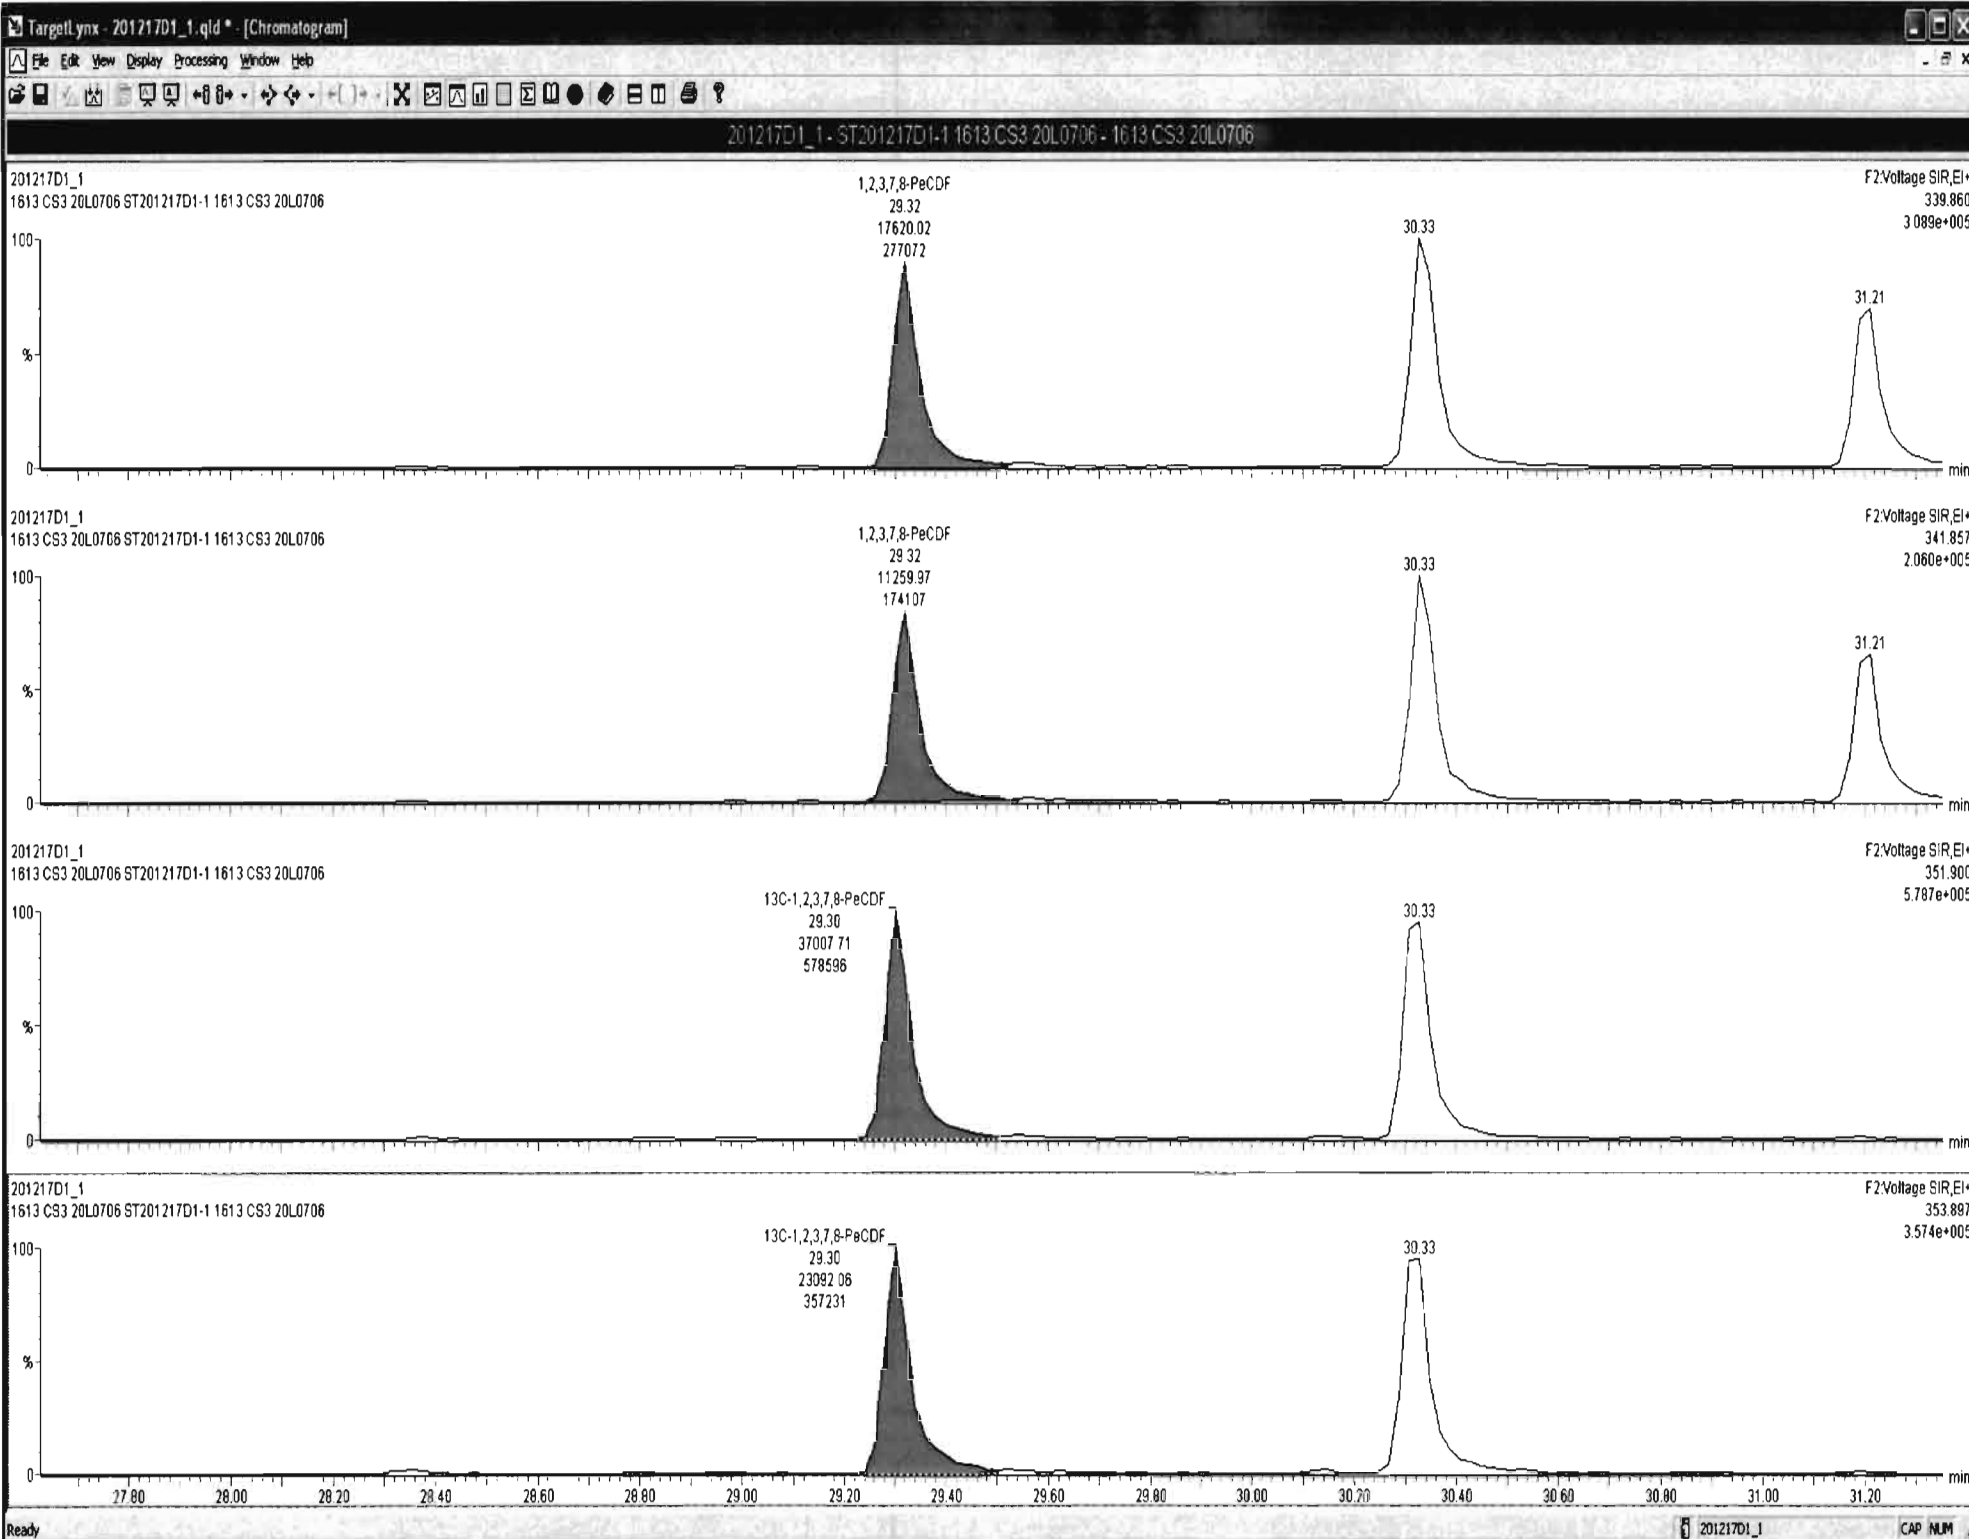 TargetLynx - 201217D1_1.qld * - [Chromatogram]
File Edit View Display Processing Window Help
201217D1_1 - ST201217D1-1 1613 CS3 20L0706 - 1613 CS3 20L0706
201217D1_1
1613 CS3 20L0706 ST201217D1-1 1613 CS3 20L0706
F2:Voltage SIR,EI+
339.860
3.089e+005
1,2,3,7,8-PeCDF
29.32
17620.02
277072
30.33
31.21
100
%
0
min
201217D1_1
1613 CS3 20L0706 ST201217D1-1 1613 CS3 20L0706
F2:Voltage SIR,EI+
341.857
2.060e+005
1,2,3,7,8-PeCDF
29.32
11259.97
174107
30.33
31.21
100
%
0
min
201217D1_1
1613 CS3 20L0706 ST201217D1-1 1613 CS3 20L0706
F2:Voltage SIR,EI+
351.900
5.787e+005
13C-1,2,3,7,8-PeCDF
29.30
37007.71
578596
30.33
100
%
0
min
201217D1_1
1613 CS3 20L0706 ST201217D1-1 1613 CS3 20L0706
F2:Voltage SIR,EI+
353.897
3.574e+005
13C-1,2,3,7,8-PeCDF
29.30
23092.06
357231
30.33
100
%
0
min
27.80 28.00 28.20 28.40 28.60 28.80 29.00 29.20 29.40 29.60 29.80 30.00 30.20 30.40 30.60 30.80 31.00 31.20
Ready 201217D1_1 CAP NUM